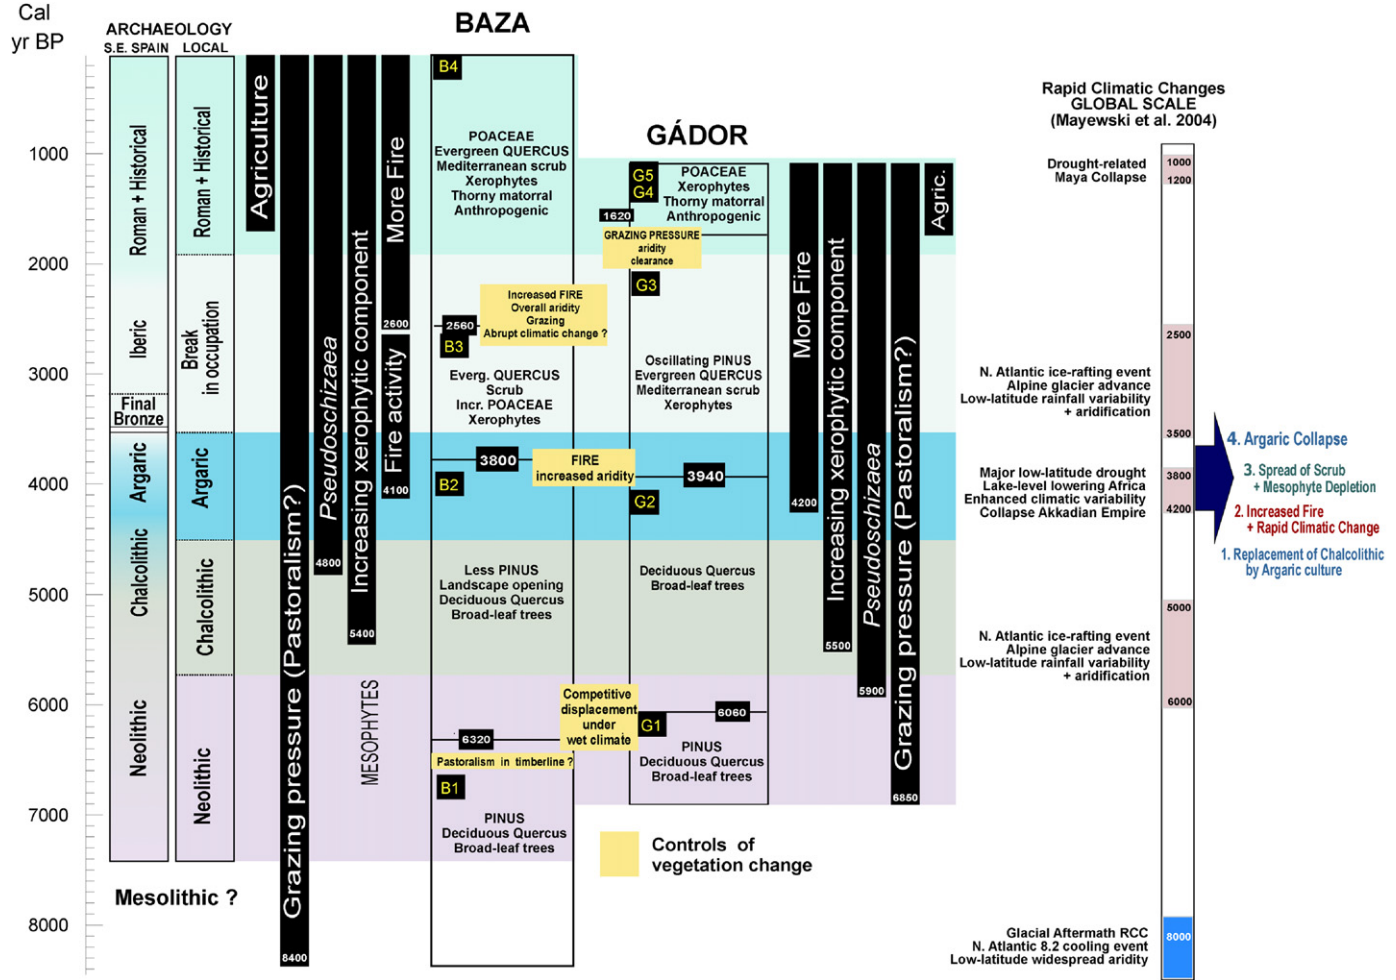 Cal
yr BP
ARCHAEOLOGY
S.E. SPAIN
LOCAL
BAZA
GÁDOR
1000
2000
3000
4000
5000
6000
7000
8000
Roman + Historical
Iberic
Final
Bronze
Argaric
Chalcolithic
Neolithic
Mesolithic ?
Roman + Historical
Break
in occupation
Argaric
Chalcolithic
Neolithic
Agriculture
Grazing pressure (Pastoralism?)
8400
Pseudoschizaea
4800
Increasing xerophytic component
5400
MESOPHYTES
More Fire
2600
Fire activity
4100
B4
POACEAE
Evergreen QUERCUS
Mediterranean scrub
Xerophytes
Thorny matorral
Anthropogenic
2560
B3
Increased FIRE
Overall aridity
Grazing
Abrupt climatic change ?
Everg. QUERCUS
Scrub
Incr. POACEAE
Xerophytes
3800
B2
FIRE
increased aridity
Less PINUS
Landscape opening
Deciduous Quercus
Broad-leaf trees
Competitive
displacement
under
wet climate
6320
Pastoralism in timberline ?
B1
PINUS
Deciduous Quercus
Broad-leaf trees
G5
G4
POACEAE
Xerophytes
Thorny matorral
Anthropogenic
1620
GRAZING PRESSURE
aridity
clearance
G3
Oscillating PINUS
Evergreen QUERCUS
Mediterranean scrub
Xerophytes
3940
G2
Deciduous Quercus
Broad-leaf trees
6060
G1
PINUS
Deciduous Quercus
Broad-leaf trees
Controls of
vegetation change
More Fire
4200
Increasing xerophytic component
5500
Pseudoschizaea
5900
Grazing pressure (Pastoralism?)
6850
Agric.
Rapid Climatic Changes
GLOBAL SCALE
(Mayewski et al. 2004)
Drought-related
Maya Collapse
1000
1200
2500
N. Atlantic ice-rafting event
Alpine glacier advance
Low-latitude rainfall variability
+ aridification
3500
Major low-latitude drought
Lake-level lowering Africa
Enhanced climatic variability
Collapse Akkadian Empire
3800
4200
4. Argaric Collapse
3. Spread of Scrub
+ Mesophyte Depletion
2. Increased Fire
+ Rapid Climatic Change
1. Replacement of Chalcolithic
by Argaric culture
5000
N. Atlantic ice-rafting event
Alpine glacier advance
Low-latitude rainfall variability
+ aridification
6000
Glacial Aftermath RCC
N. Atlantic 8.2 cooling event
Low-latitude widespread aridity
8000